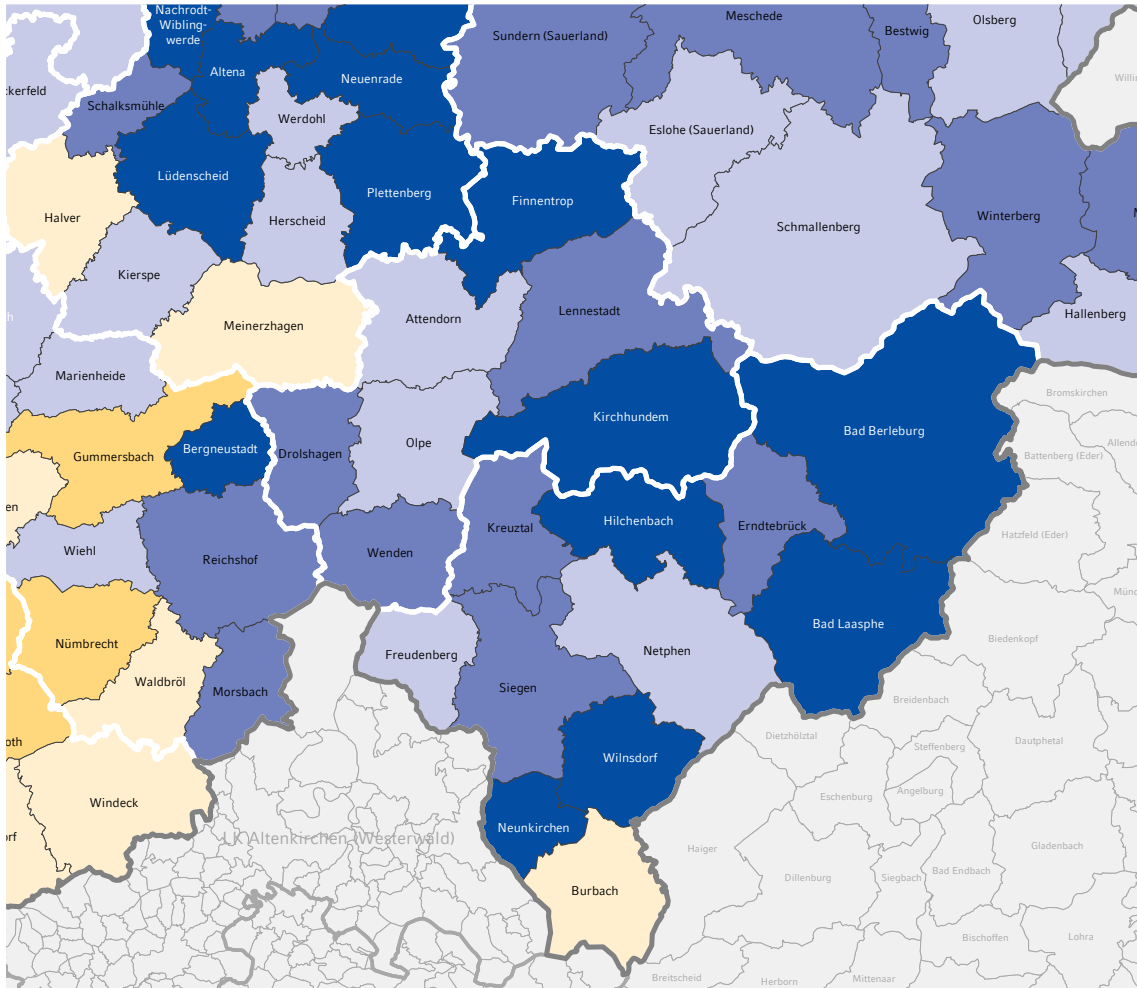 Nachrodt-
Wibling-
werde
Sundern (Sauerland)
Meschede
Bestwig
Olsberg
Altena
Neuenrade
ckerfeld
Schalksmühle
Werdohl
Eslohe (Sauerland)
Lüdenscheid
Plettenberg
Finnentrop
Halver
Herscheid
Schmallenberg
Winterberg
Kierspe
Meinerzhagen
Attendorn
Lennestadt
Hallenberg
Marienheide
Bromskirchen
Kirchhundem
Bad Berleburg
Olpe
Bergneustadt
Drolshagen
Gummersbach
Battenberg (Eder)
en
Kreuztal
Hilchenbach
Erndtebrück
Hatzfeld (Eder)
Wiehl
Reichshof
Wenden
Bad Laasphe
Biedenkopf
Nümbrecht
Freudenberg
Netphen
Waldbröl
Morsbach
Siegen
Breidenbach
Dietzhölztal
Steffenberg
Dautphetal
oth
Wilnsdorf
Angelburg
Eschenburg
Windeck
Neunkirchen
LK Altenkirchen (Westerwald)
Haiger
Gladenbach
Dillenburg
Siegbach
Bad Endbach
Burbach
Bischoffen
Lohra
Breitscheid
Herborn
Mittenaar